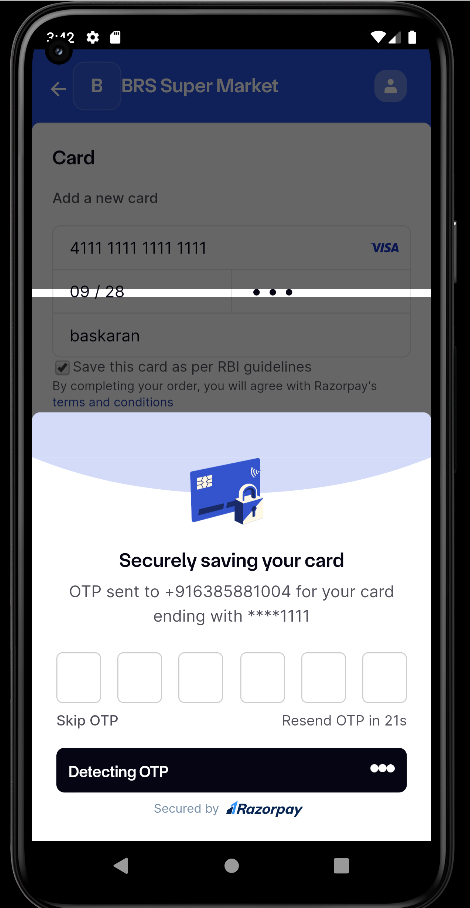 3:42
B BRS Super Market
Card
Add a new card
4111 1111 1111 1111 VISA
09 / 28 •••
baskaran
Save this card as per RBI guidelines
By completing your order, you will agree with Razorpay's
terms and conditions
Securely saving your card
OTP sent to +916385881004 for your card
ending with ****1111
Skip OTP Resend OTP in 21s
Detecting OTP
Secured by Razorpay